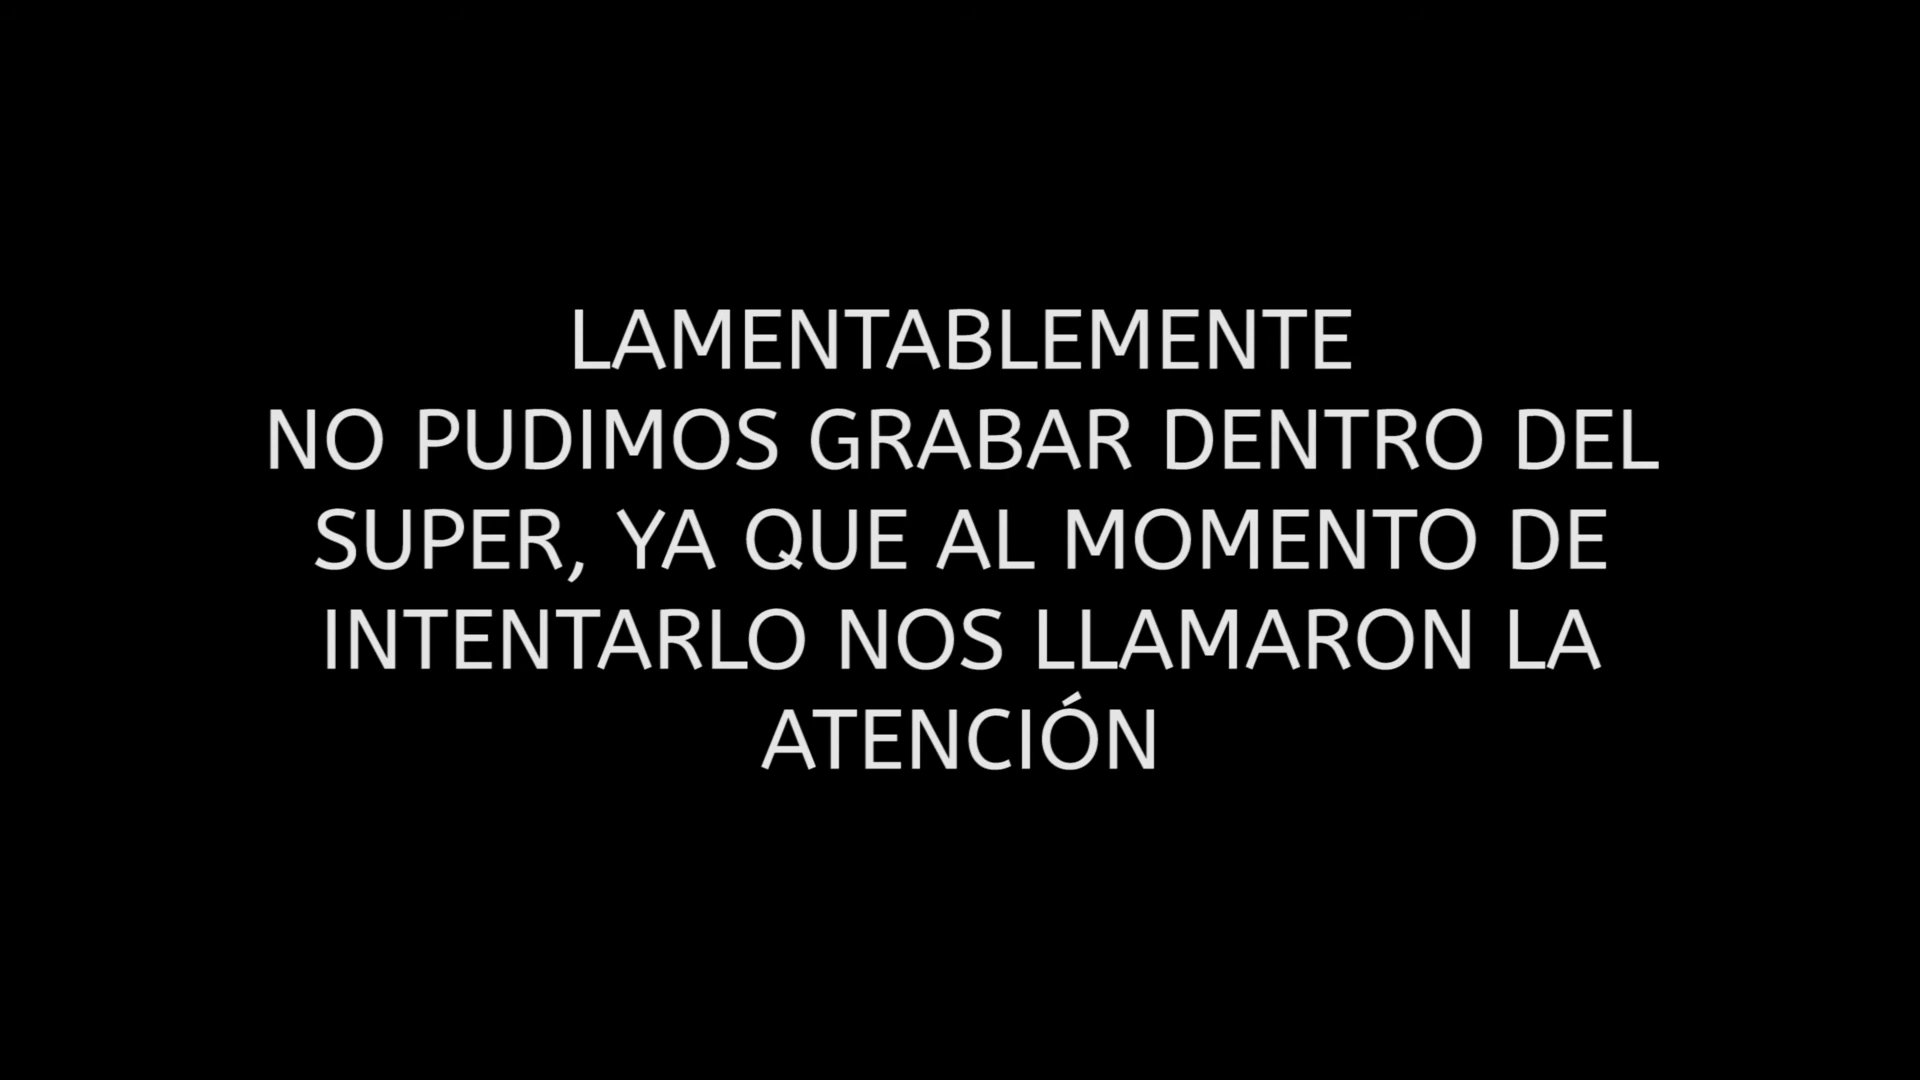 LAMENTABLEMENTE
NO PUDIMOS GRABAR DENTRO DEL
SUPER, YA QUE AL MOMENTO DE
INTENTARLO NOS LLAMARON LA
ATENCIÓN